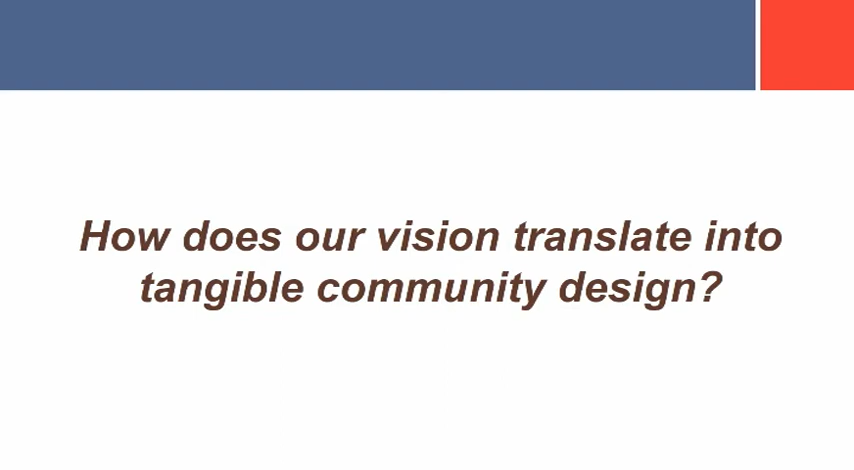 How does our vision translate into
tangible community design?